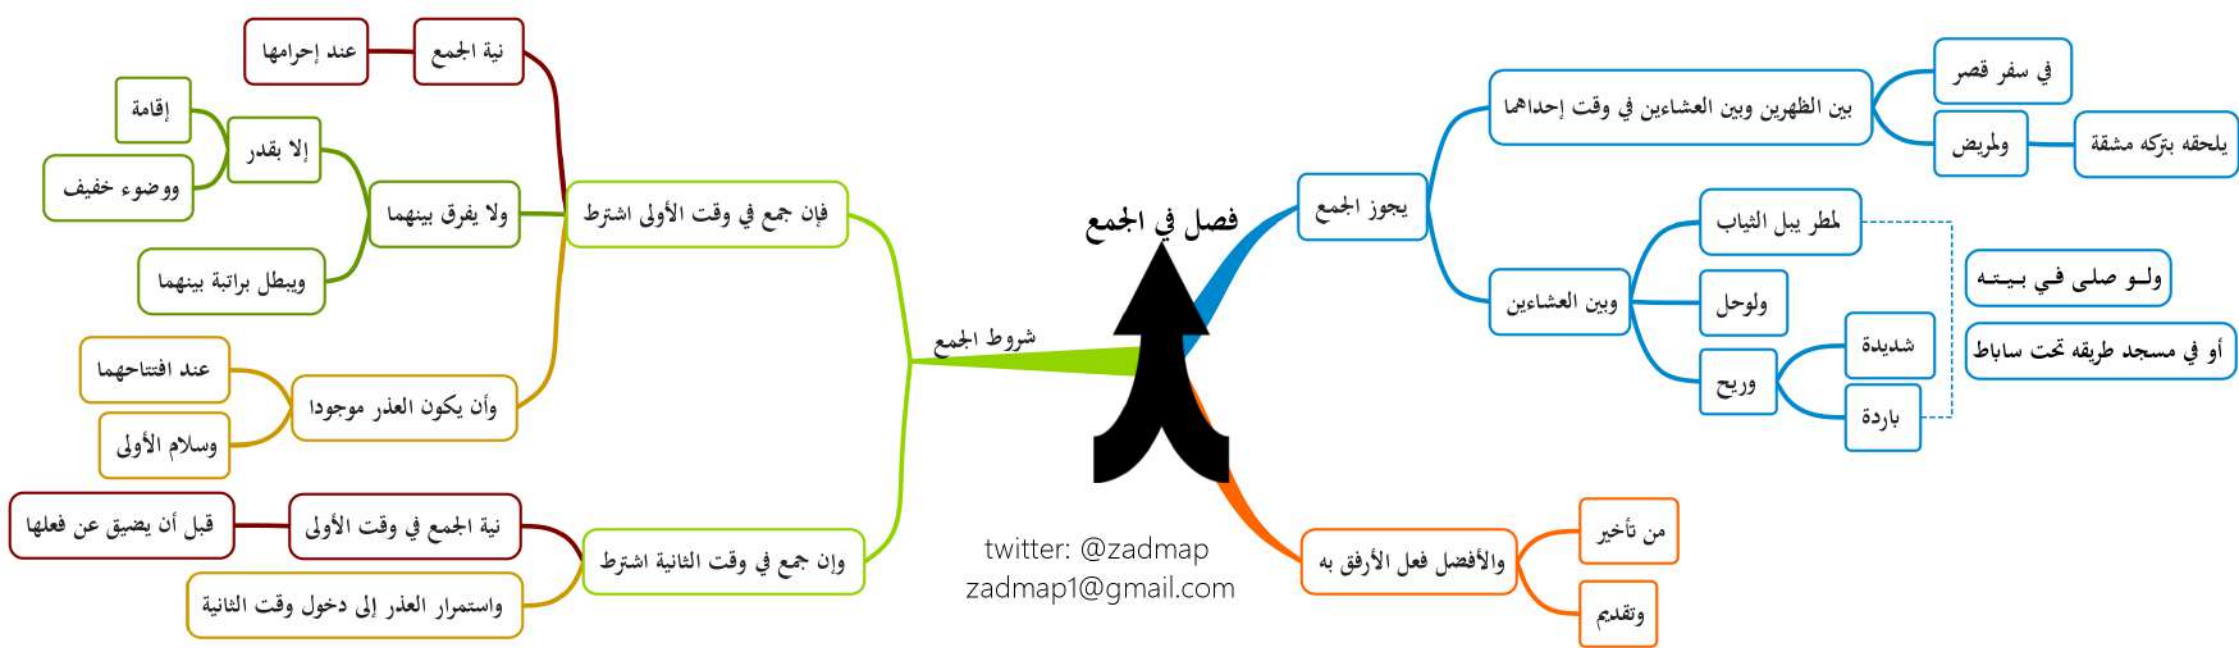 فصل في الجمع
يجوز الجمع
بين الظهرين وبين العشاءين في وقت إحداهما
في سفر قصر
ولمريض
يلحقه بتركه مشقة
وبين العشاءين
لمطر يبل الثياب
ولوحل
وريح
شديدة
باردة
ولو صلى في بيته
أو في مسجد طريقه تحت ساباط
والأفضل فعل الأرفق به
من تأخير
وتقديم
شروط الجمع
فإن جمع في وقت الأولى اشترط
نية الجمع
عند إحرامها
ولا يفرق بينهما
إلا بقدر
إقامة
ووضوء خفيف
ويبطل براتبة بينهما
وأن يكون العذر موجودا
عند افتتاحهما
وسلام الأولى
وإن جمع في وقت الثانية اشترط
نية الجمع في وقت الأولى
قبل أن يضيق عن فعلها
واستمرار العذر إلى دخول وقت الثانية
twitter: @zadmap
zadmap1@gmail.com